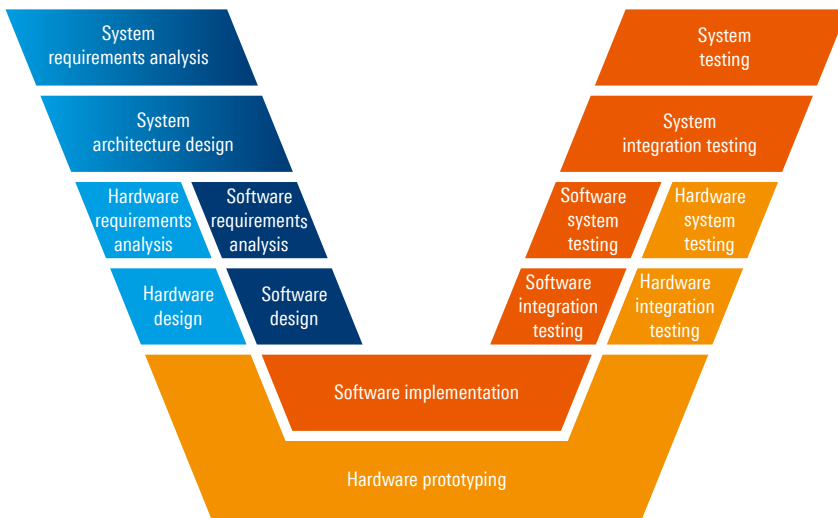 System
requirements analysis
System
testing
System
architecture design
System
integration testing
Hardware
requirements
analysis
Software
requirements
analysis
Software
system
testing
Hardware
system
testing
Hardware
design
Software
design
Software
integration
testing
Hardware
integration
testing
Software implementation
Hardware prototyping